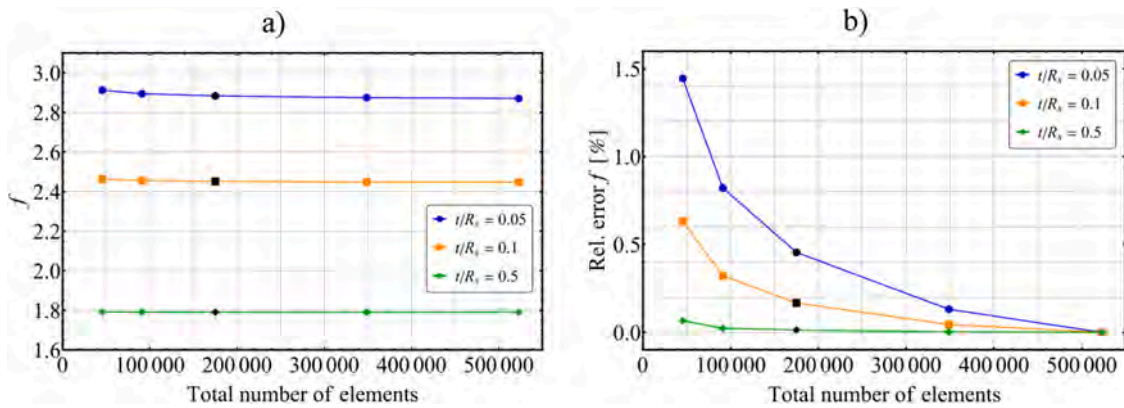 a)
3.0
2.8
2.6
2.4
2.2
2.0
1.8
1.6
f
0
100 000
200 000
300 000
400 000
500 000
Total number of elements
t/Rs = 0.05
t/Rs = 0.1
t/Rs = 0.5
b)
1.5
1.0
0.5
0.0
Rel. error f [%]
0
100 000
200 000
300 000
400 000
500 000
Total number of elements
t/Rs = 0.05
t/Rs = 0.1
t/Rs = 0.5